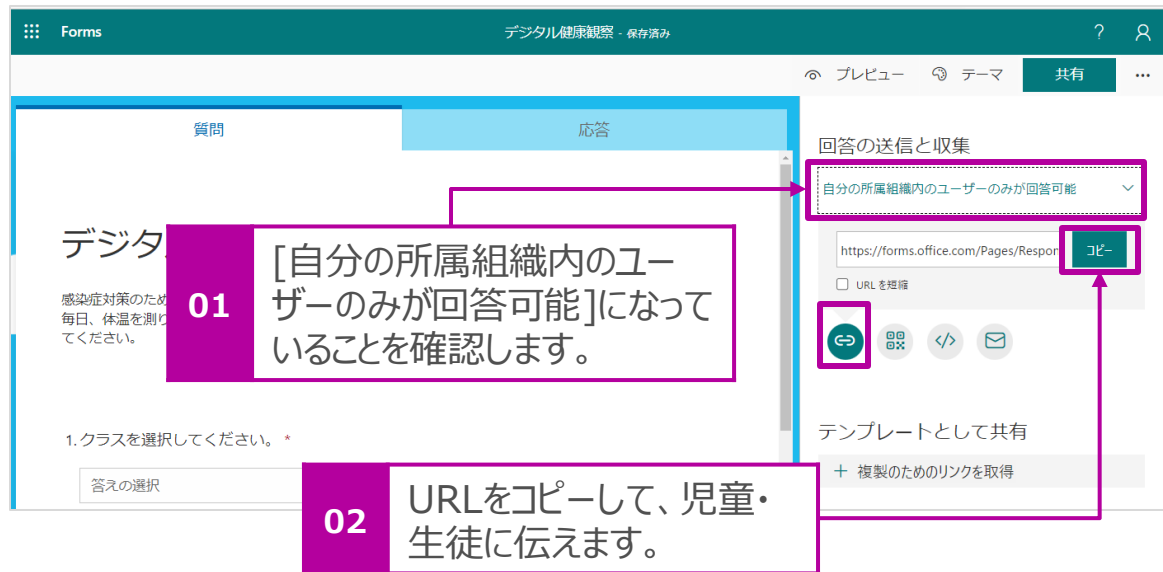 Forms
デジタル健康観察 - 保存済み
?
プレビュー
テーマ
共有
...
質問
応答
回答の送信と収集
自分の所属組織内のユーザーのみが回答可能
https://forms.office.com/Pages/Respon
コピー
URL を短縮
デジタ
感染症対策のため
毎日、体温を測り
てください。
01
[自分の所属組織内のユー
ザーのみが回答可能]になって
いることを確認します。
テンプレートとして共有
+ 複製のためのリンクを取得
1. クラスを選択してください。 *
答えの選択
02
URLをコピーして、児童・
生徒に伝えます。